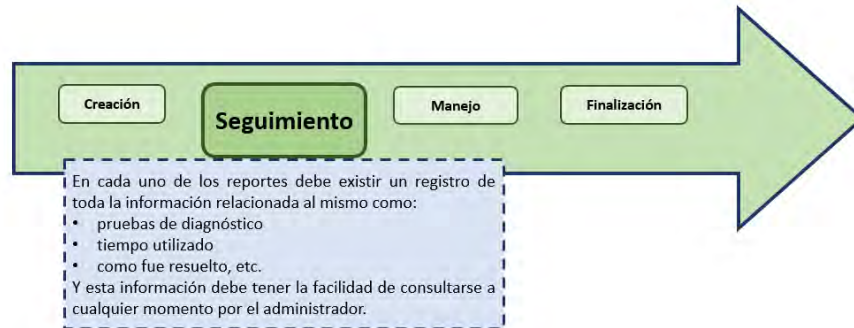 Creación
Seguimiento
Manejo
Finalización
En cada uno de los reportes debe existir un registro de
toda la información relacionada al mismo como:
• pruebas de diagnóstico
• tiempo utilizado
• como fue resuelto, etc.
Y esta información debe tener la facilidad de consultarse a
cualquier momento por el administrador.